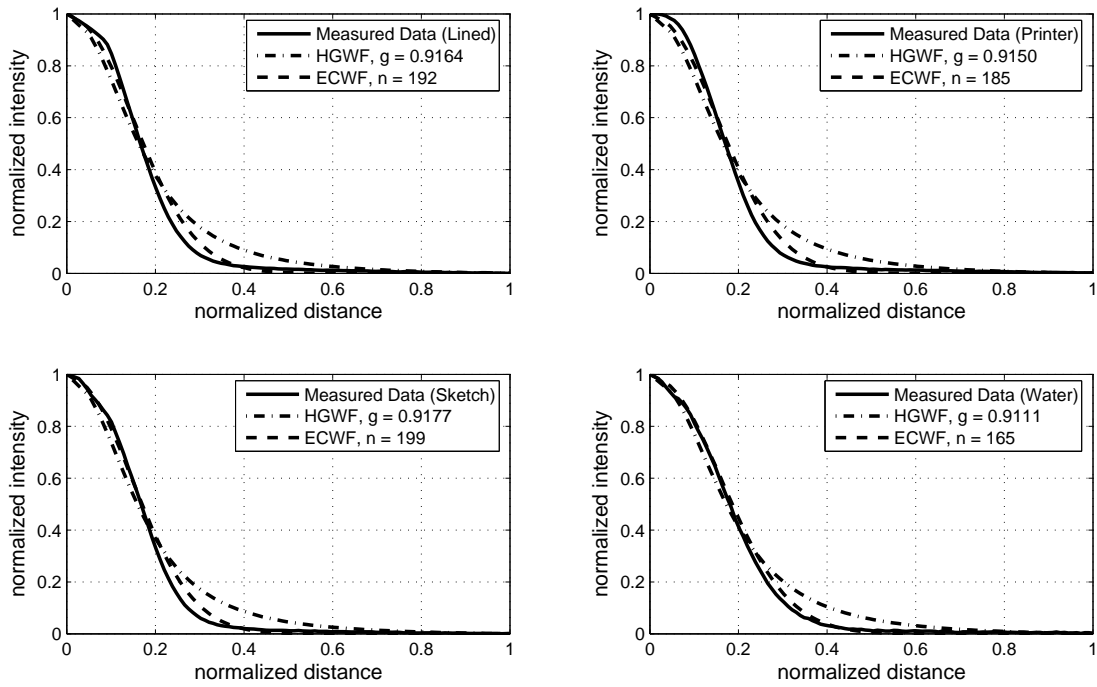 normalized intensity
1
0.8
0.6
0.4
0.2
0
0 0.2 0.4 0.6 0.8 1
normalized distance
Measured Data (Lined)
HGWF, g = 0.9164
ECWF, n = 192
normalized intensity
1
0.8
0.6
0.4
0.2
0
0 0.2 0.4 0.6 0.8 1
normalized distance
Measured Data (Printer)
HGWF, g = 0.9150
ECWF, n = 185
normalized intensity
1
0.8
0.6
0.4
0.2
0
0 0.2 0.4 0.6 0.8 1
normalized distance
Measured Data (Sketch)
HGWF, g = 0.9177
ECWF, n = 199
normalized intensity
1
0.8
0.6
0.4
0.2
0
0 0.2 0.4 0.6 0.8 1
normalized distance
Measured Data (Water)
HGWF, g = 0.9111
ECWF, n = 165